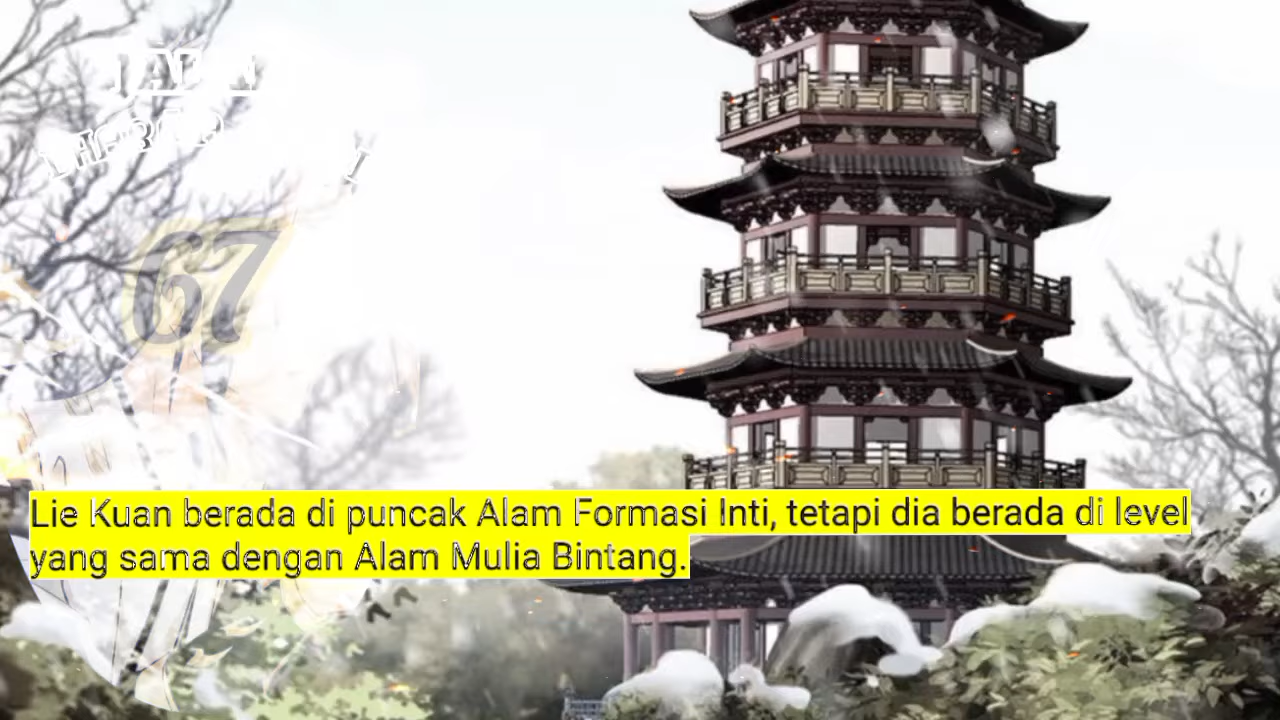 67
Lie Kuan berada di puncak Alam Formasi Inti, tetapi dia berada di level
yang sama dengan Alam Mulia Bintang.